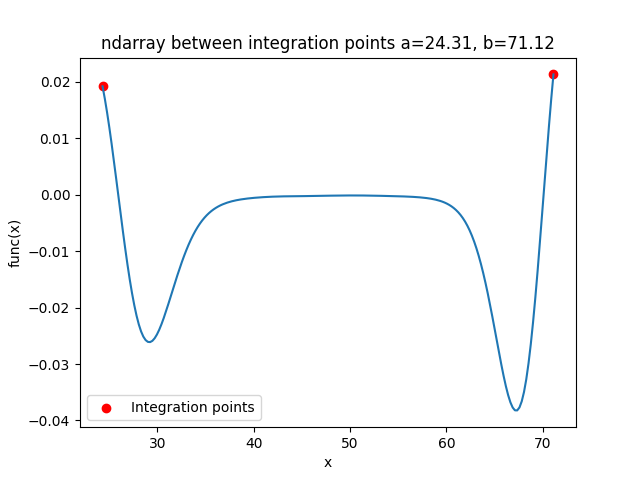 ndarray between integration points a=24.31, b=71.12
0.02
0.01
0.00
−0.01
−0.02
−0.03
−0.04
func(x)
Integration points
30 40 50 60 70
x